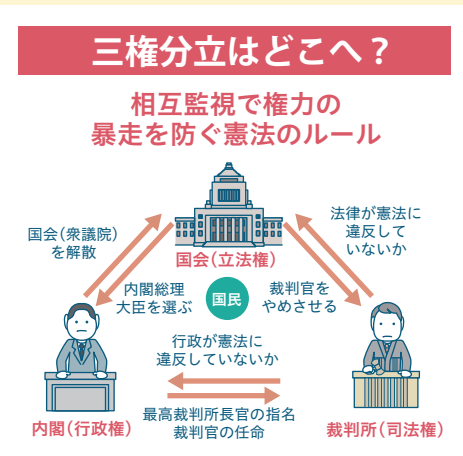 三権分立はどこへ？
相互監視で権力の
暴走を防ぐ憲法のルール
国会（衆議院）
を解散
法律が憲法に
違反して
いないか
国会（立法権）
内閣総理
大臣を選ぶ
国民
裁判官を
やめさせる
行政が憲法に
違反していないか
最高裁判所長官の指名
裁判官の任命
内閣（行政権）
裁判所（司法権）